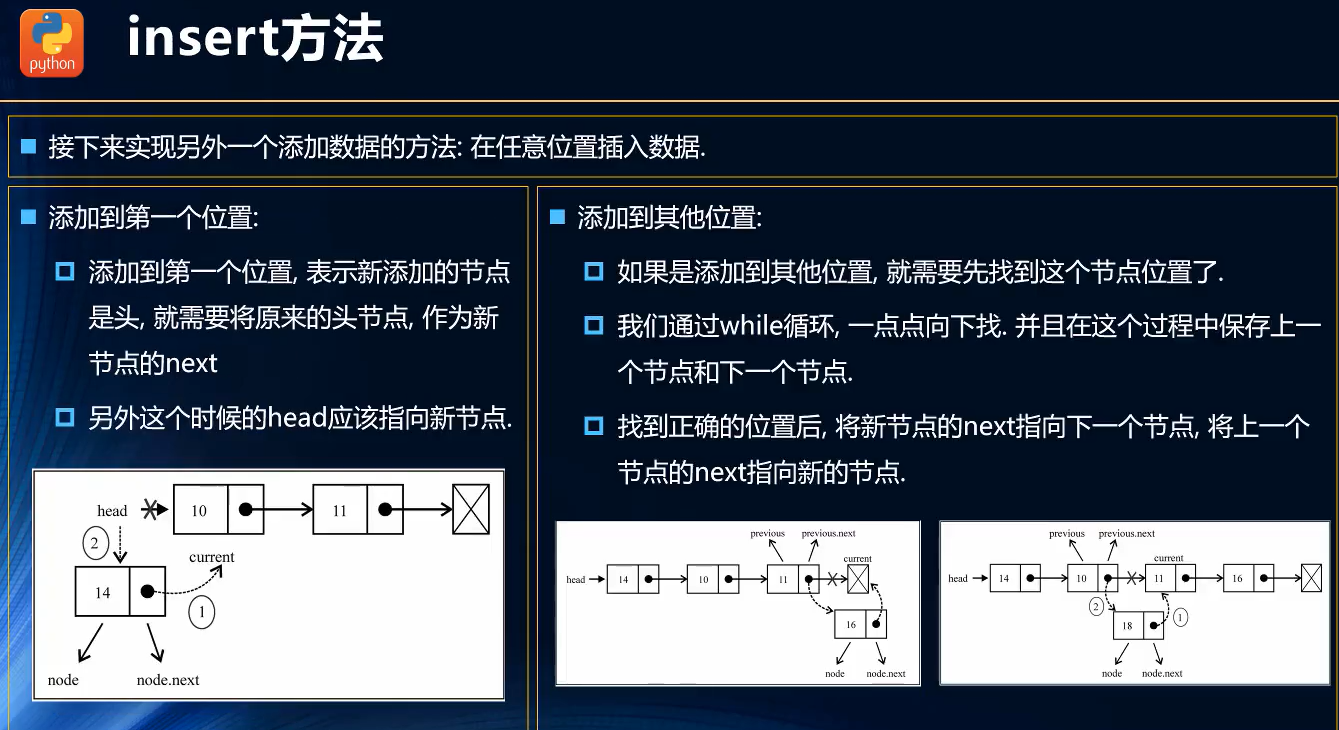 python
insert方法
接下来实现另外一个添加数据的方法: 在任意位置插入数据.
添加到第一个位置:
添加到第一个位置, 表示新添加的节点
是头, 就需要将原来的头节点, 作为新
节点的next
另外这个时候的head应该指向新节点.
head
10
11
2
current
14
1
node
node.next
添加到其他位置:
如果是添加到其他位置, 就需要先找到这个节点位置了.
我们通过while循环, 一点点向下找. 并且在这个过程中保存上一
个节点和下一个节点.
找到正确的位置后, 将新节点的next指向下一个节点, 将上一个
节点的next指向新的节点.
previous
previous.next
current
head
14
10
11
16
node
node.next
previous
previous.next
current
head
14
10
11
16
2
1
18
node
node.next